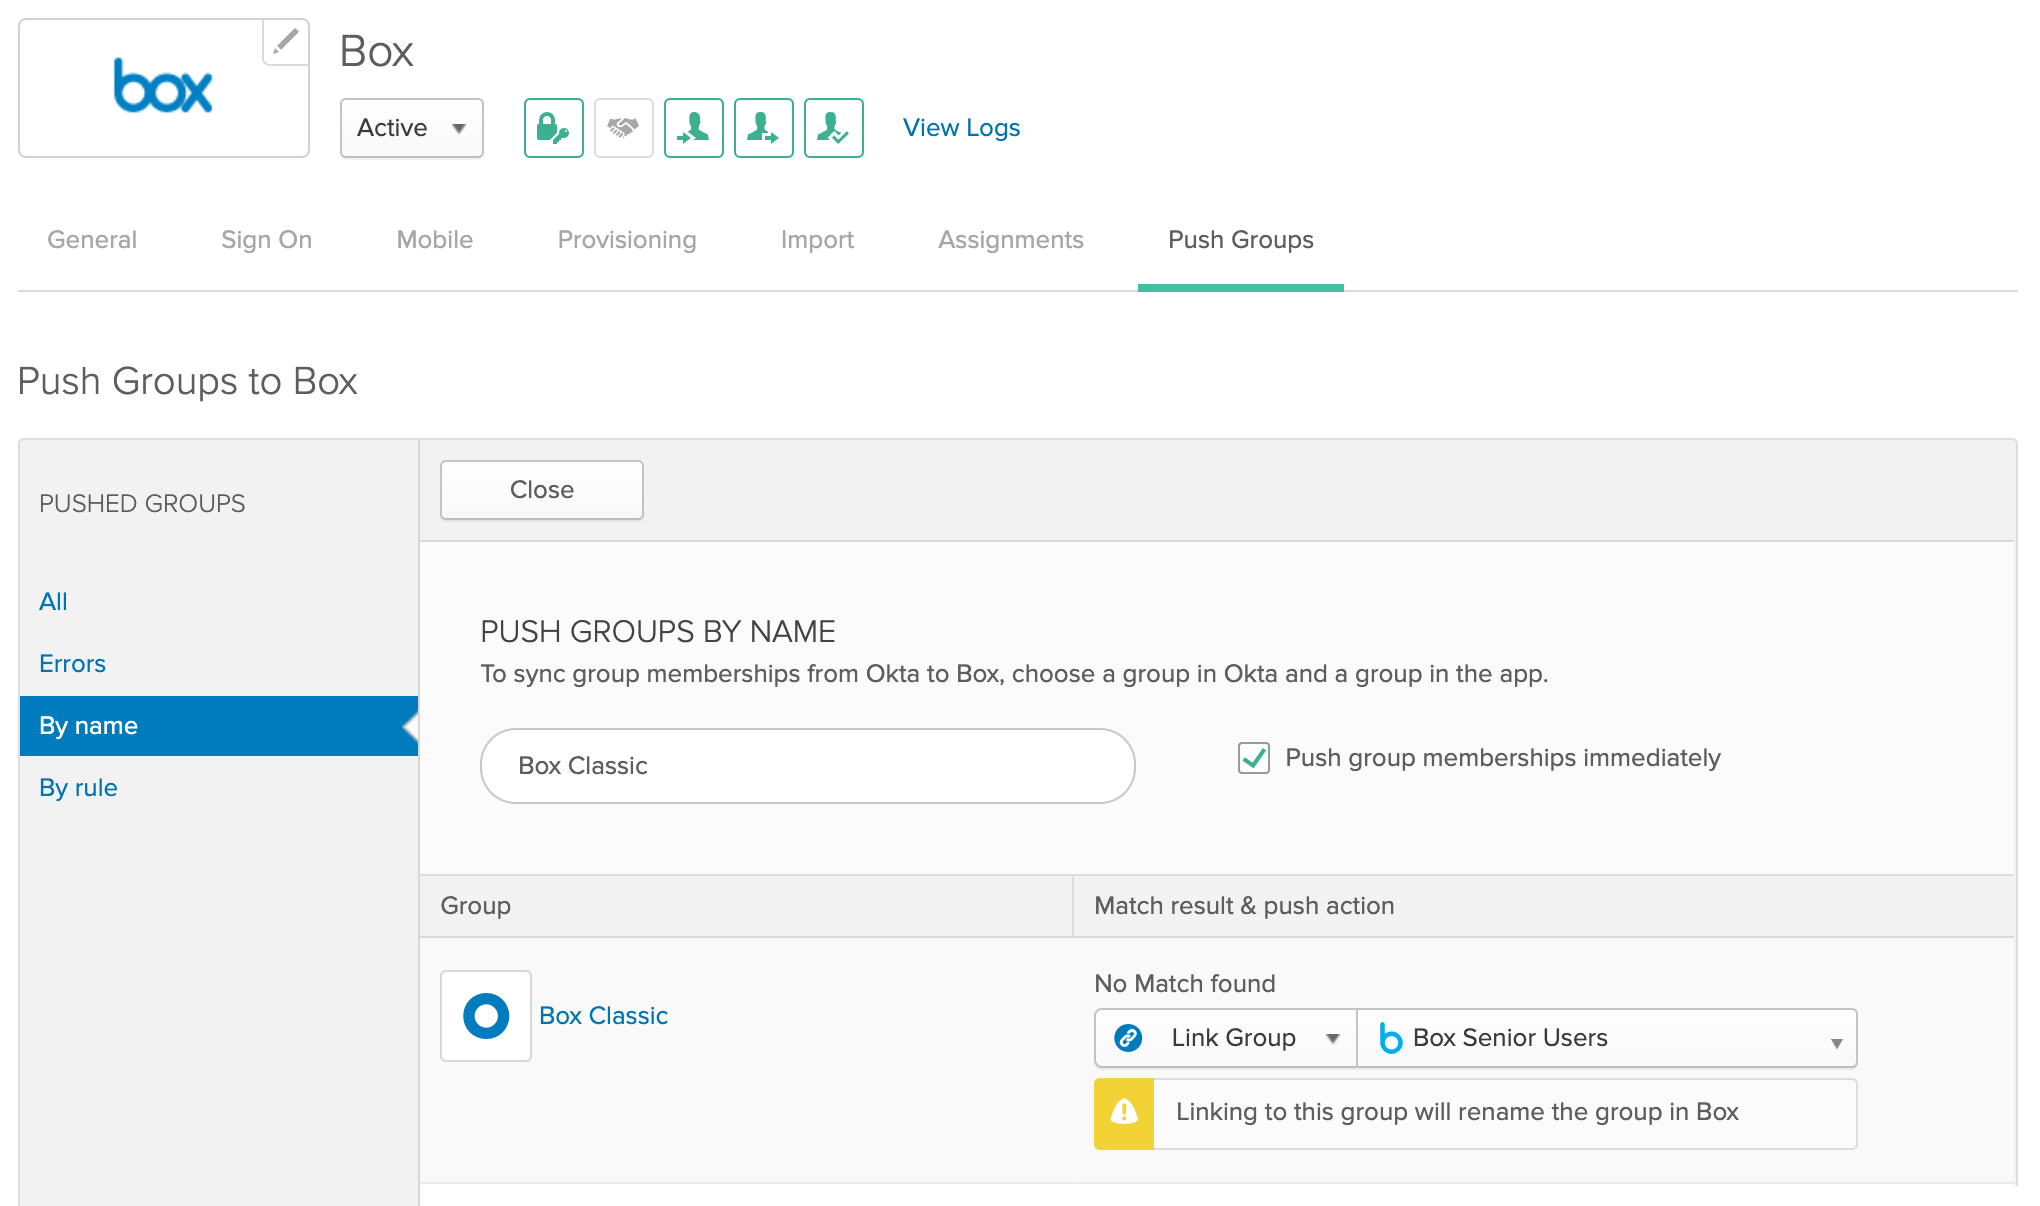 box
Box
Active
View Logs
General Sign On Mobile Provisioning Import Assignments Push Groups
Push Groups to Box
PUSHED GROUPS
All
Errors
By name
By rule
Close
PUSH GROUPS BY NAME
To sync group memberships from Okta to Box, choose a group in Okta and a group in the app.
Box Classic
Push group memberships immediately
Group
Match result & push action
Box Classic
No Match found
Link Group
b Box Senior Users
Linking to this group will rename the group in Box